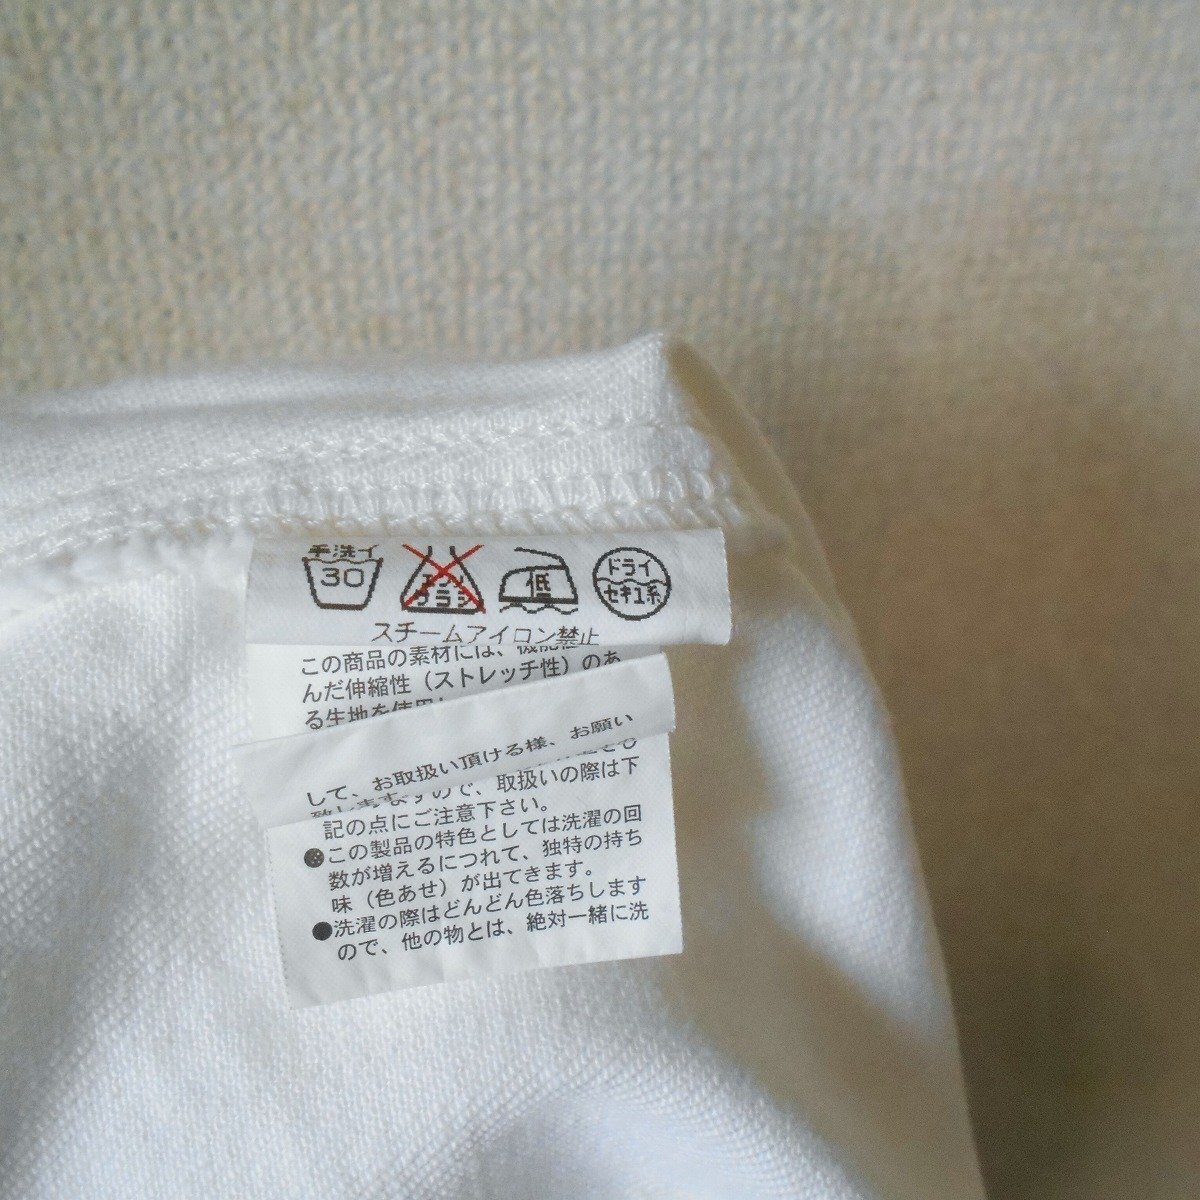 手洗イ
30
エンソ
ブラシ
低
ドライ
セキユ系
スチームアイロン禁止
この商品の素材には、機能性
んだ伸縮性（ストレッチ性）のあ
る生地を使用し
して、お取扱い頂ける様、お願い
致しますので、取扱いの際は下
記の点にご注意下さい。
●この製品の特色としては洗濯の回
数が増えるにつれて、独特の持ち
味（色あせ）が出てきます。
●洗濯の際はどんどん色落ちします
ので、他の物とは、絶対一緒に洗